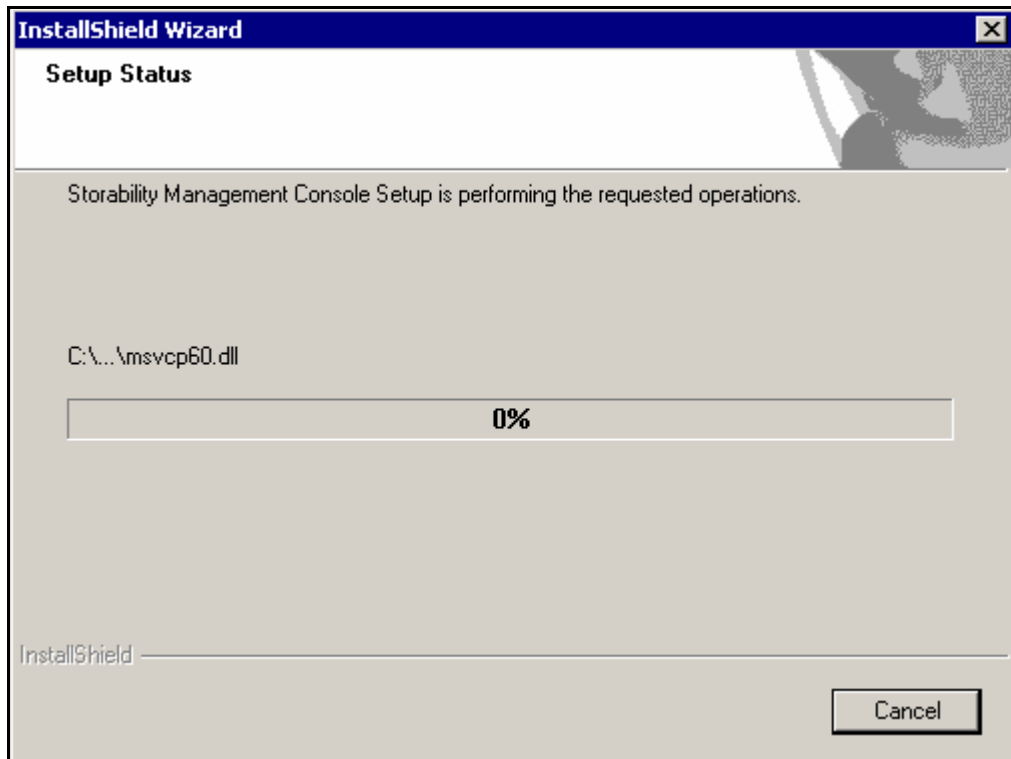 InstallShield Wizard
Setup Status
Storability Management Console Setup is performing the requested operations.
C:\...\msvcp60.dll
0%
InstallShield
Cancel